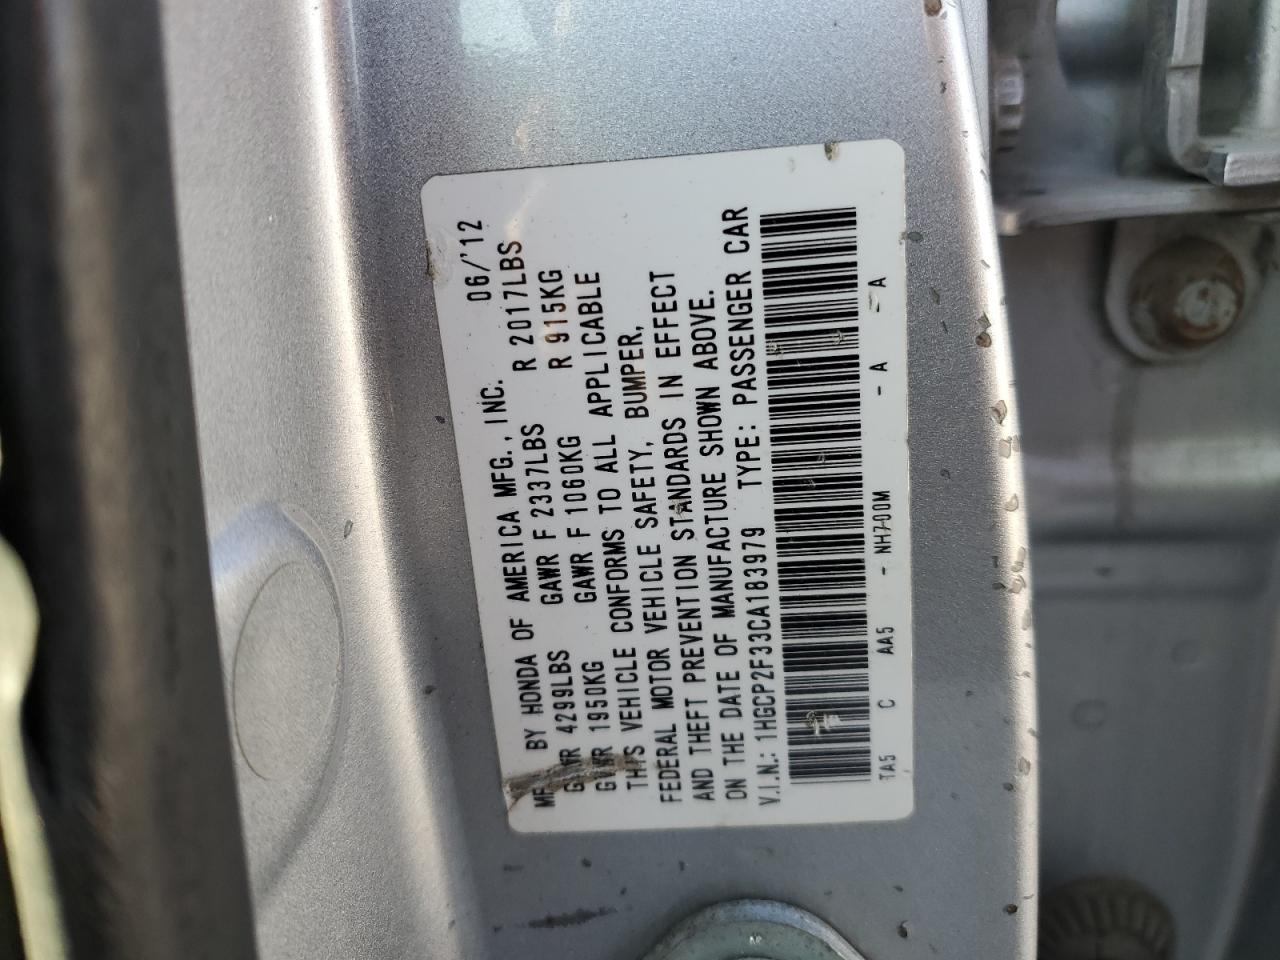 MFD BY HONDA OF AMERICA MFG., INC. 06/'12
GVWR 4299LBS GAWR F 2337LBS R 2017LBS
GVWR 1950KG GAWR F 1060KG R 915KG
THIS VEHICLE CONFORMS TO ALL APPLICABLE
FEDERAL MOTOR VEHICLE SAFETY, BUMPER,
AND THEFT PREVENTION STANDARDS IN EFFECT
ON THE DATE OF MANUFACTURE SHOWN ABOVE.
V.I.N.: 1HGCP2F33CA183979 TYPE: PASSENGER CAR
TA5 C AA5 - NH700M - A - A